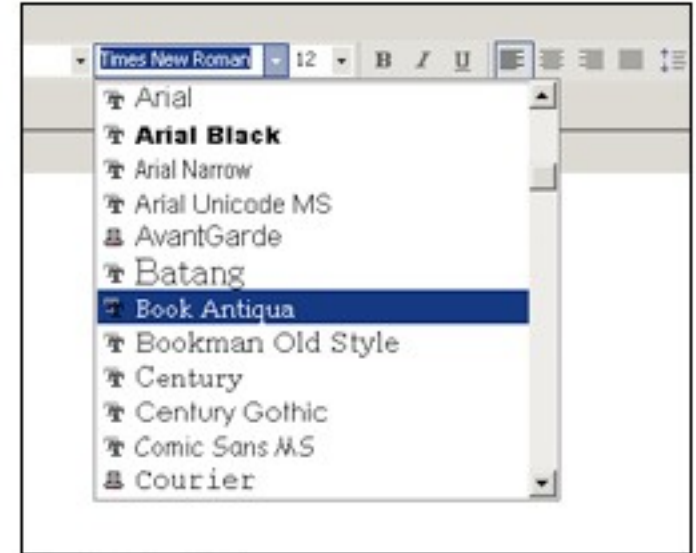 Times New Roman 12 B I U
Arial
Arial Black
Arial Narrow
Arial Unicode MS
AvantGarde
Batang
Book Antiqua
Bookman Old Style
Century
Century Gothic
Comic Sans MS
Courier